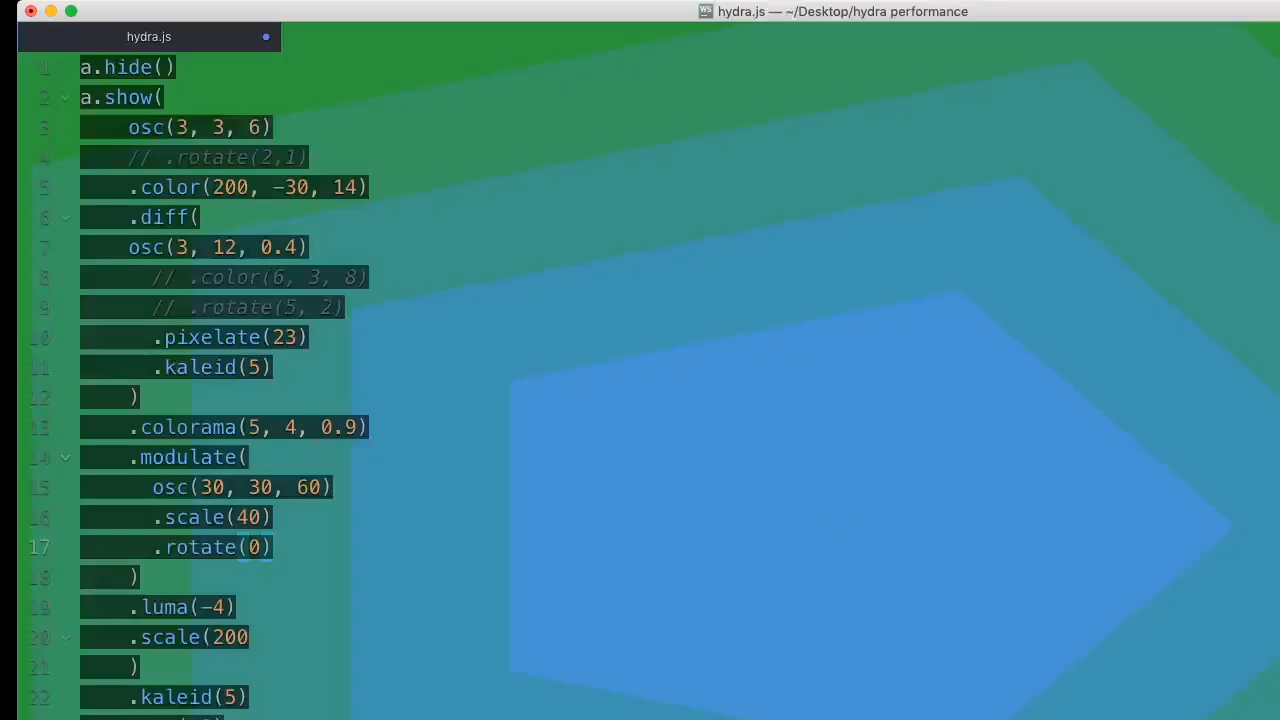 WS hydra.js — ~/Desktop/hydra performance
hydra.js
1 a.hide()
2 a.show(
3 osc(3, 3, 6)
4 // .rotate(2,1)
5 .color(200, −30, 14)
6 .diff(
7 osc(3, 12, 0.4)
8 // .color(6, 3, 8)
9 // .rotate(5, 2)
10 .pixelate(23)
11 .kaleid(5)
12 )
13 .colorama(5, 4, 0.9)
14 .modulate(
15 osc(30, 30, 60)
16 .scale(40)
17 .rotate(0)
18 )
19 .luma(−4)
20 .scale(200
21 )
22 .kaleid(5)